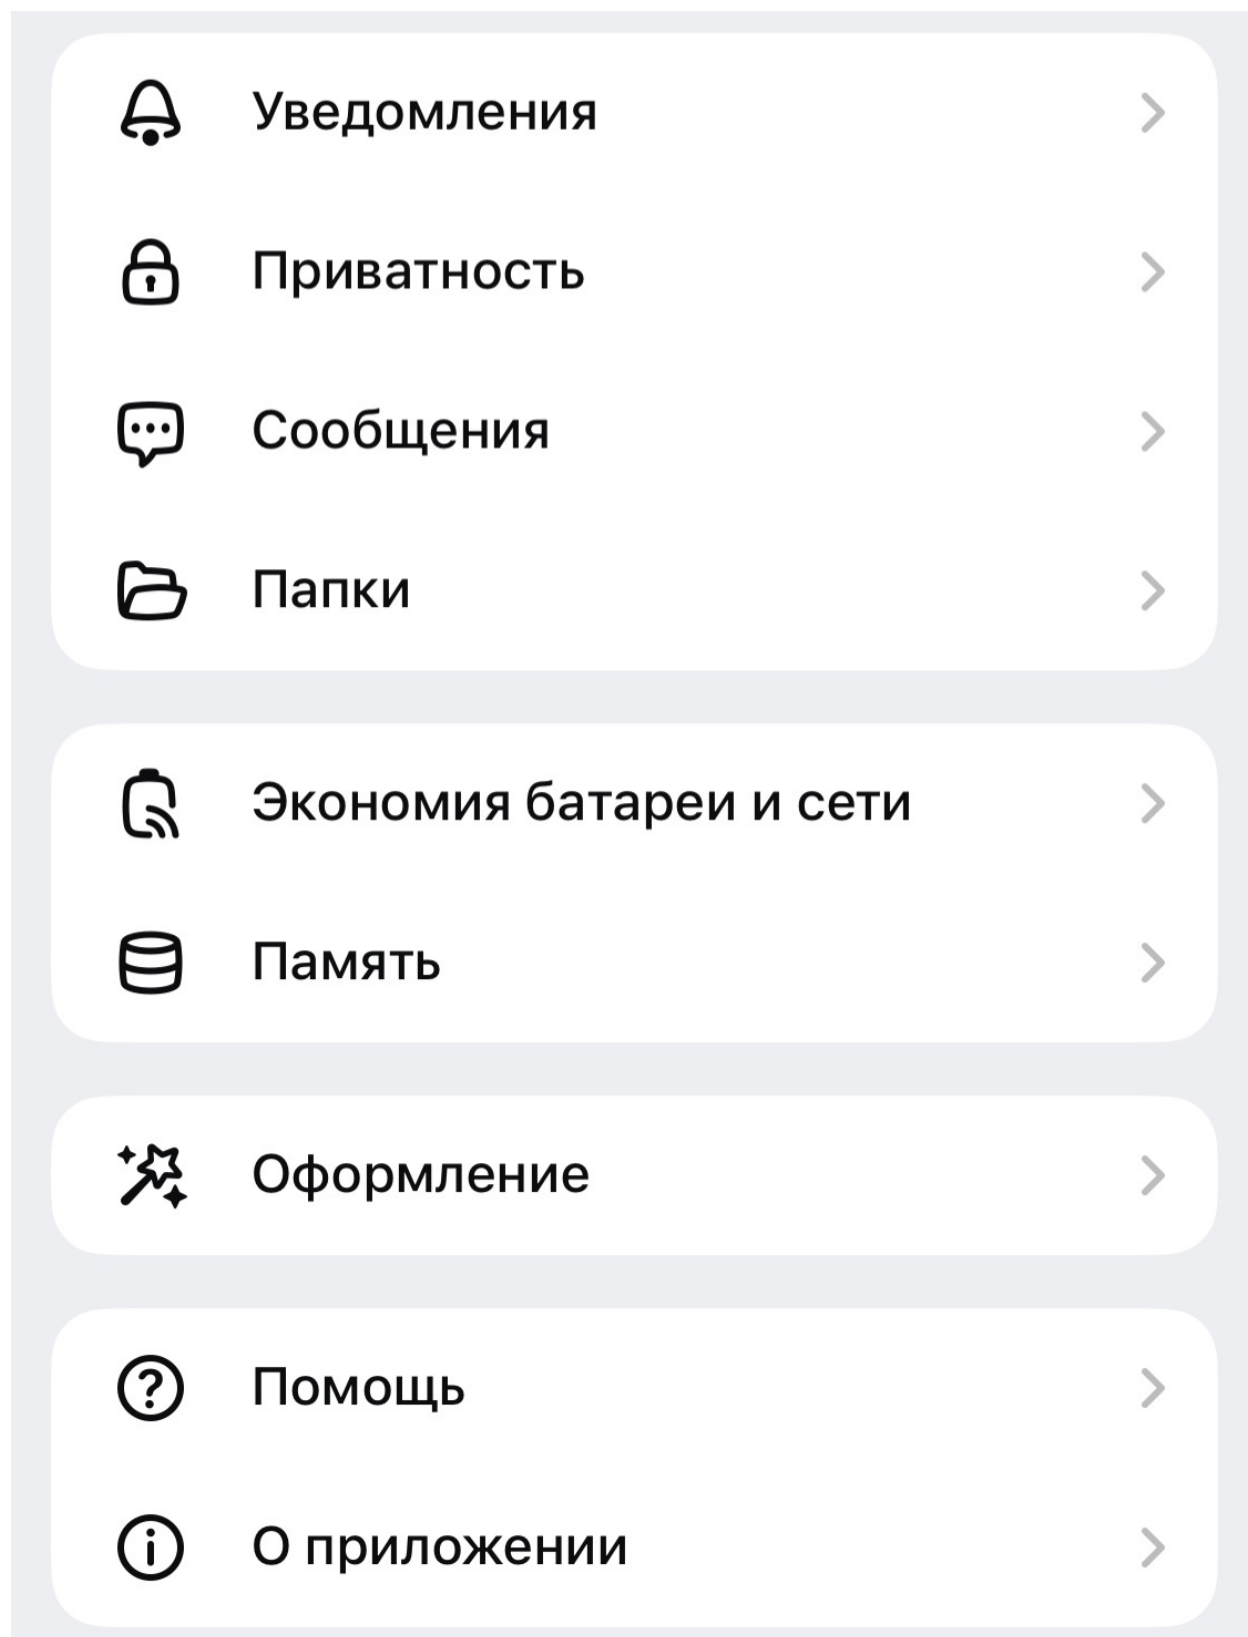 Уведомления
Приватность
Сообщения
Папки
Экономия батареи и сети
Память
Оформление
Помощь
О приложении